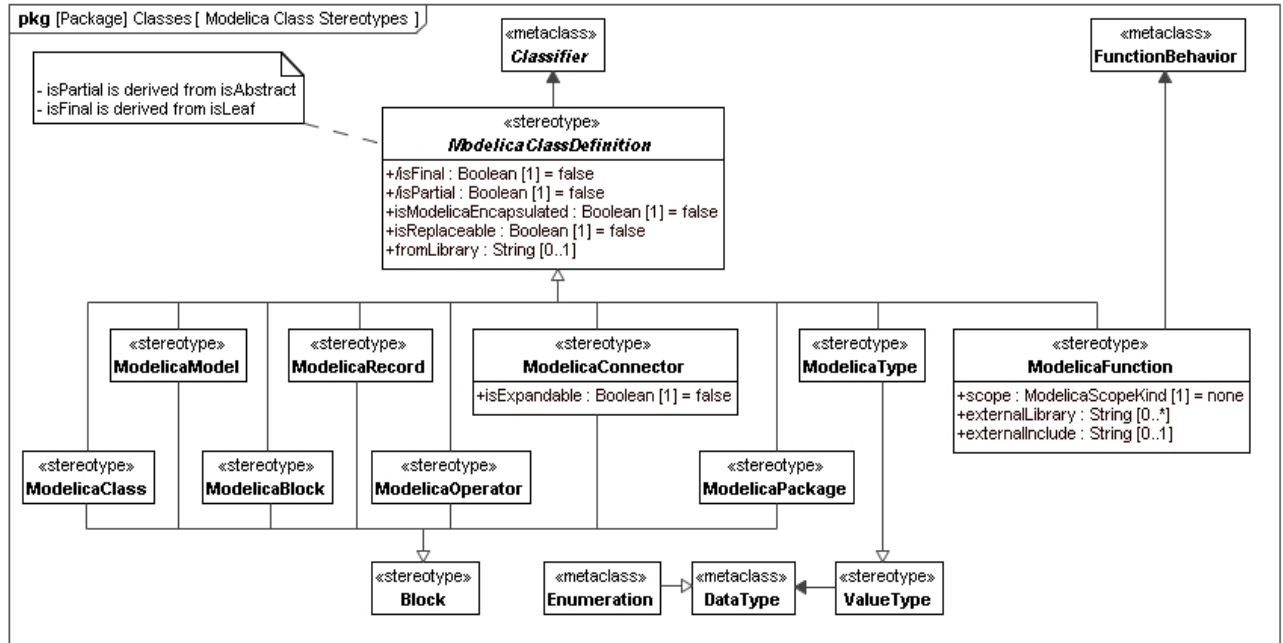 pkg [Package] Classes [ Modelica Class Stereotypes ]
«metaclass»
Classifier
«metaclass»
FunctionBehavior
- isPartial is derived from isAbstract
- isFinal is derived from isLeaf
«stereotype»
ModelicaClassDefinition
+/isFinal : Boolean [1] = false
+/isPartial : Boolean [1] = false
+isModelicaEncapsulated : Boolean [1] = false
+isReplaceable : Boolean [1] = false
+fromLibrary : String [0..1]
«stereotype»
ModelicaModel
«stereotype»
ModelicaRecord
«stereotype»
ModelicaConnector
+isExpandable : Boolean [1] = false
«stereotype»
ModelicaType
«stereotype»
ModelicaFunction
+scope : ModelicaScopeKind [1] = none
+externalLibrary : String [0..*]
+externalInclude : String [0..1]
«stereotype»
ModelicaClass
«stereotype»
ModelicaBlock
«stereotype»
ModelicaOperator
«stereotype»
ModelicaPackage
«stereotype»
Block
«metaclass»
Enumeration
«metaclass»
DataType
«stereotype»
ValueType